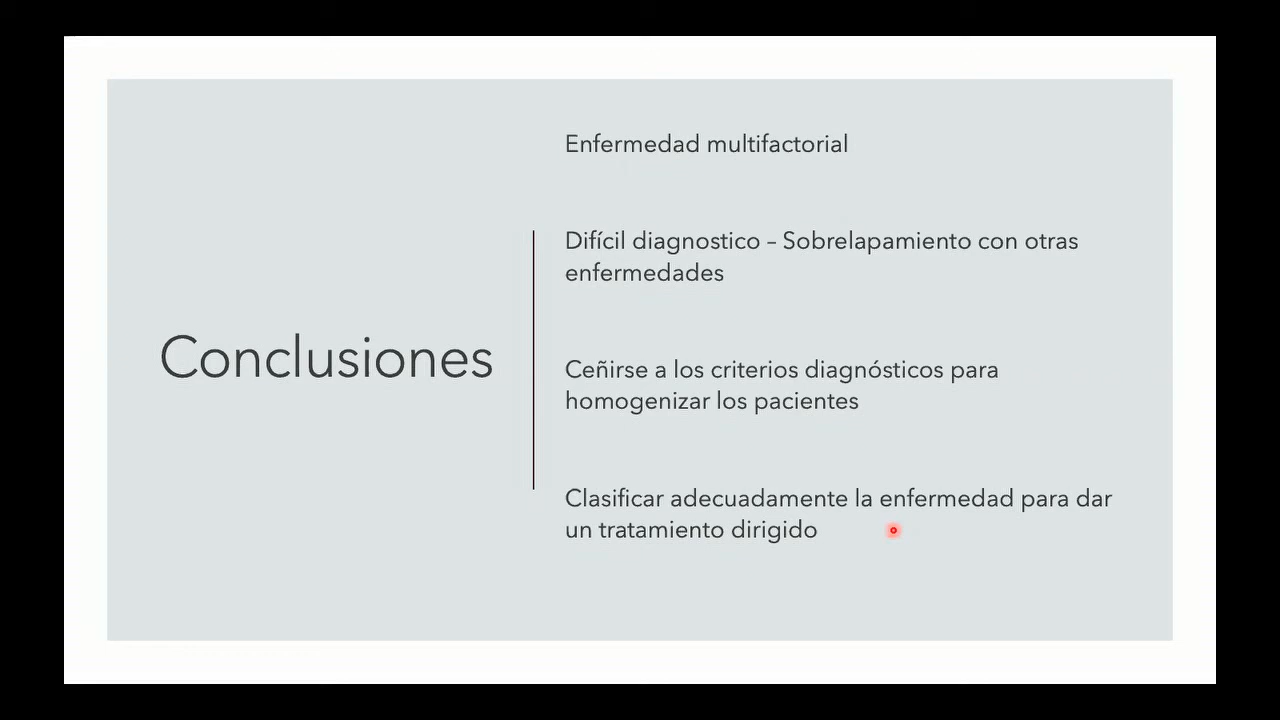 Conclusiones
Enfermedad multifactorial
Difícil diagnostico – Sobrelapamiento con otras
enfermedades
Ceñirse a los criterios diagnósticos para
homogenizar los pacientes
Clasificar adecuadamente la enfermedad para dar
un tratamiento dirigido